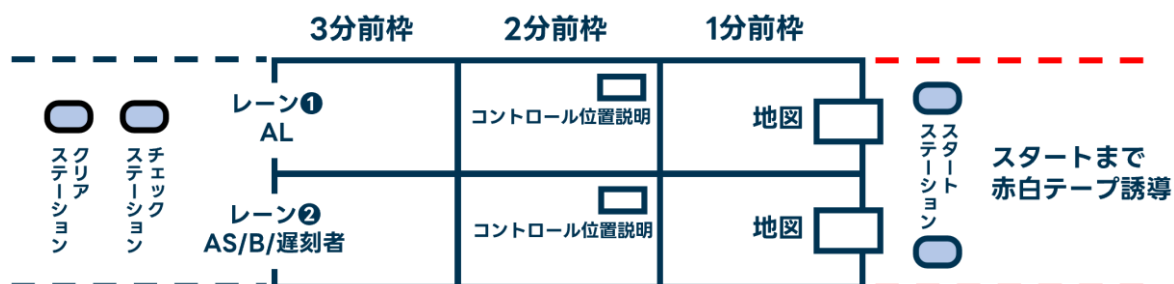 3分前枠
2分前枠
1分前枠
クリア
ステーション
チェック
ステーション
レーン❶
AL
コントロール位置説明
地図
スタート
ステーション
スタートまで
赤白テープ誘導
レーン❷
AS/B/遅刻者
コントロール位置説明
地図